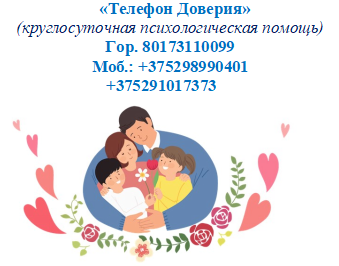 «Телефон Доверия»
(круглосуточная психологическая помощь)
Гор. 80173110099
Моб.: +375298990401
+375291017373